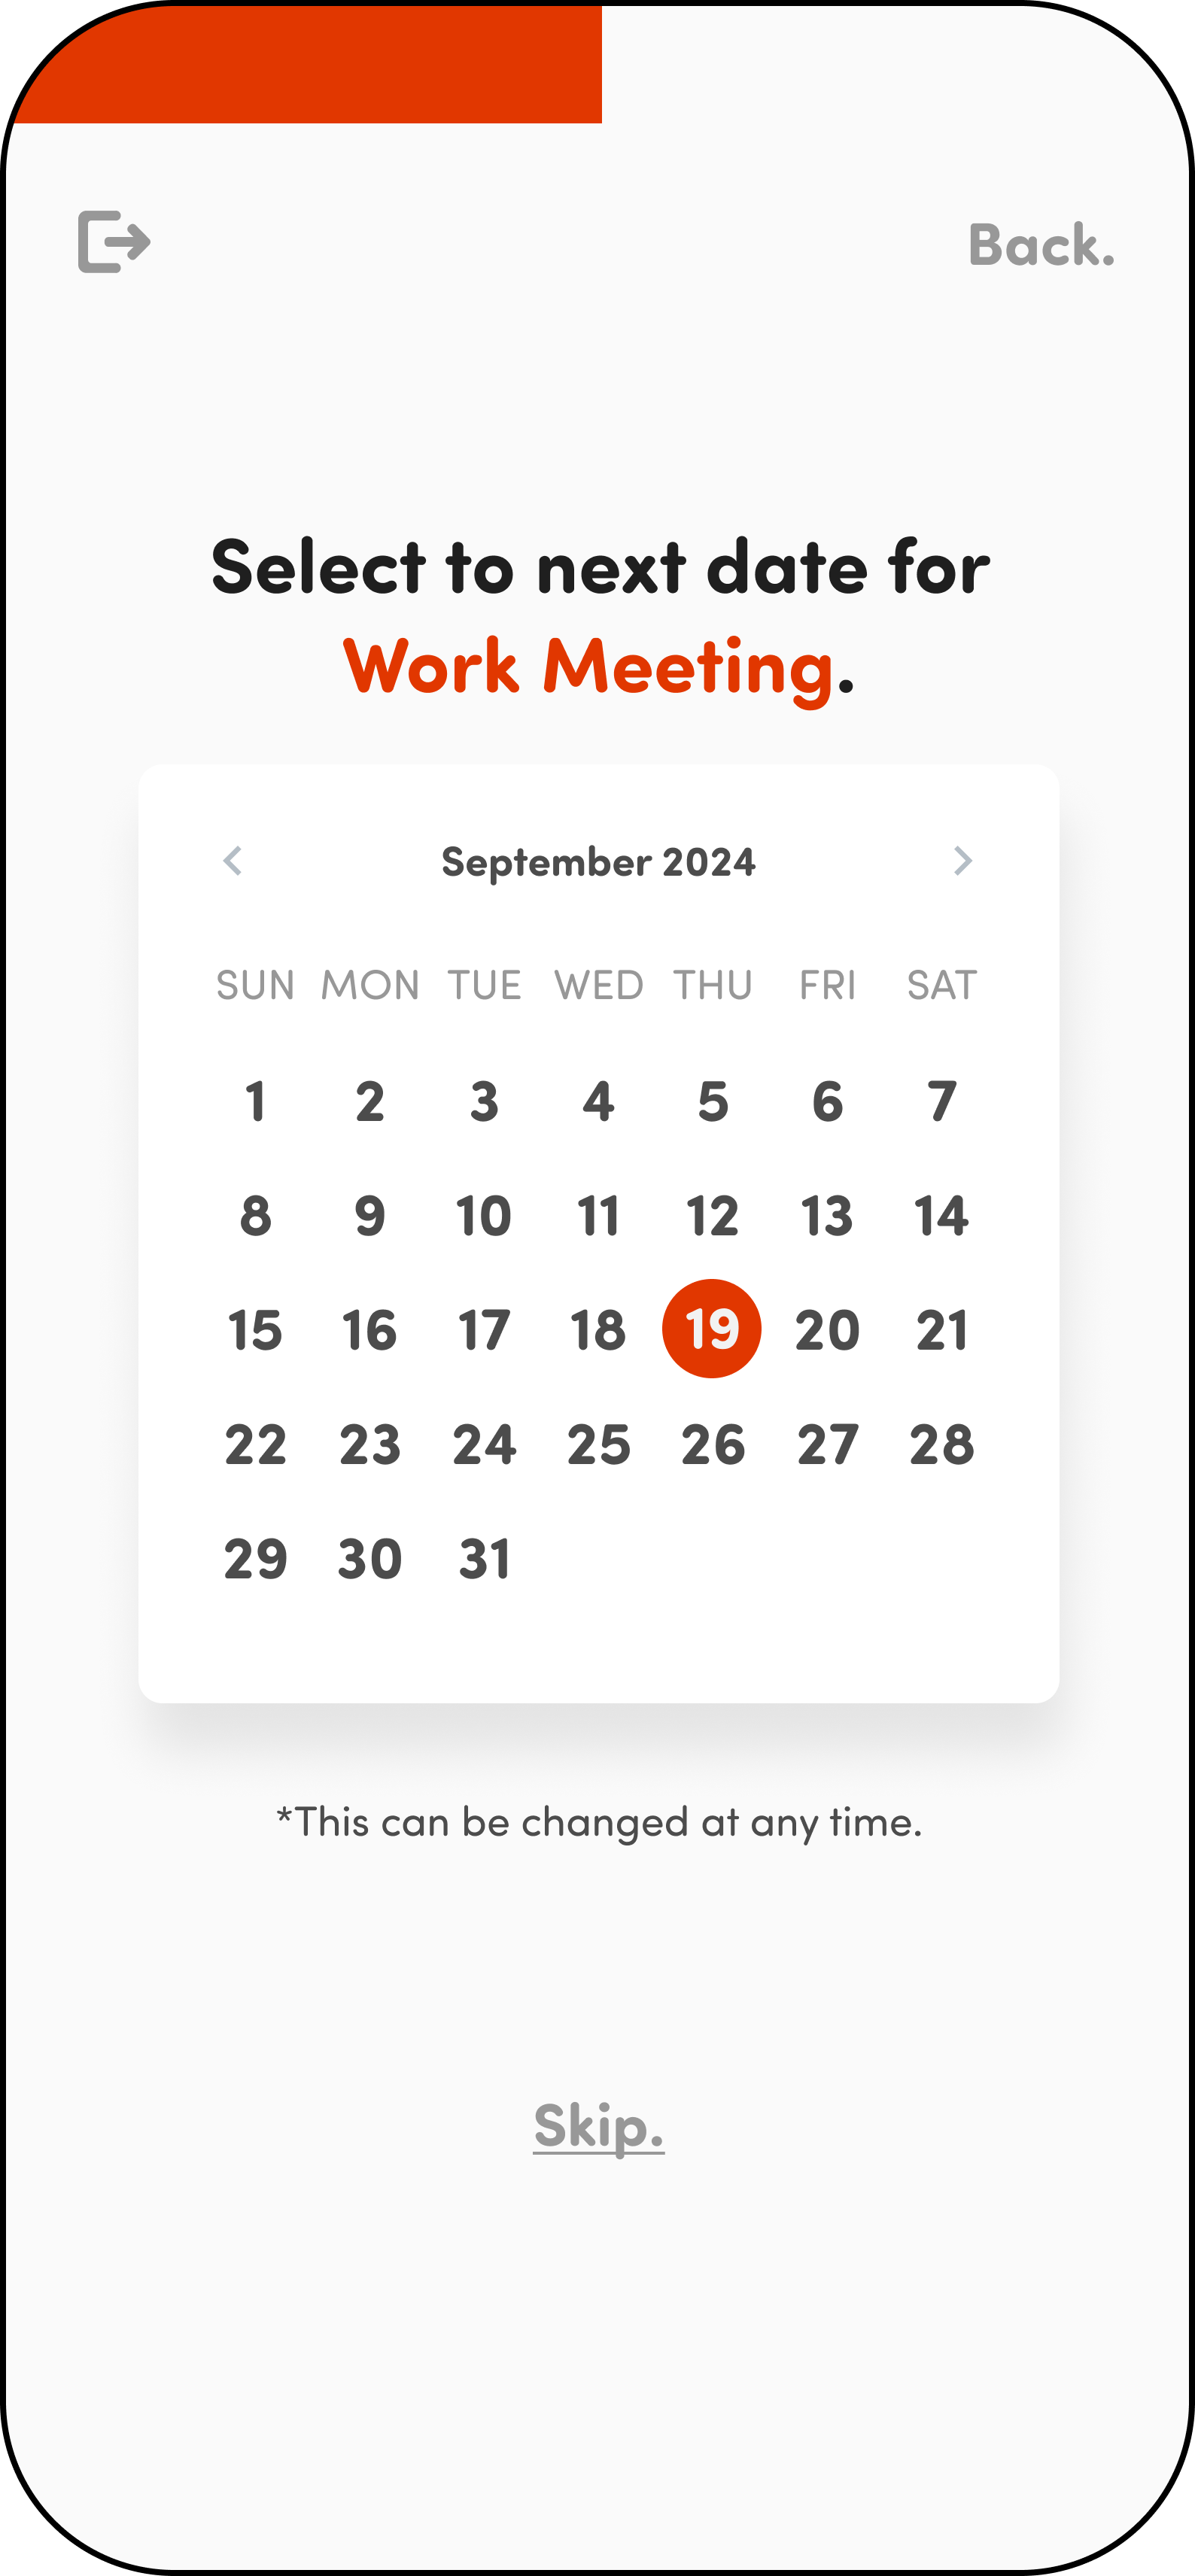 Back.
Select to next date for
Work Meeting.
September 2024
SUN MON TUE WED THU FRI SAT
1 2 3 4 5 6 7
8 9 10 11 12 13 14
15 16 17 18 19 20 21
22 23 24 25 26 27 28
29 30 31
*This can be changed at any time.
Skip.